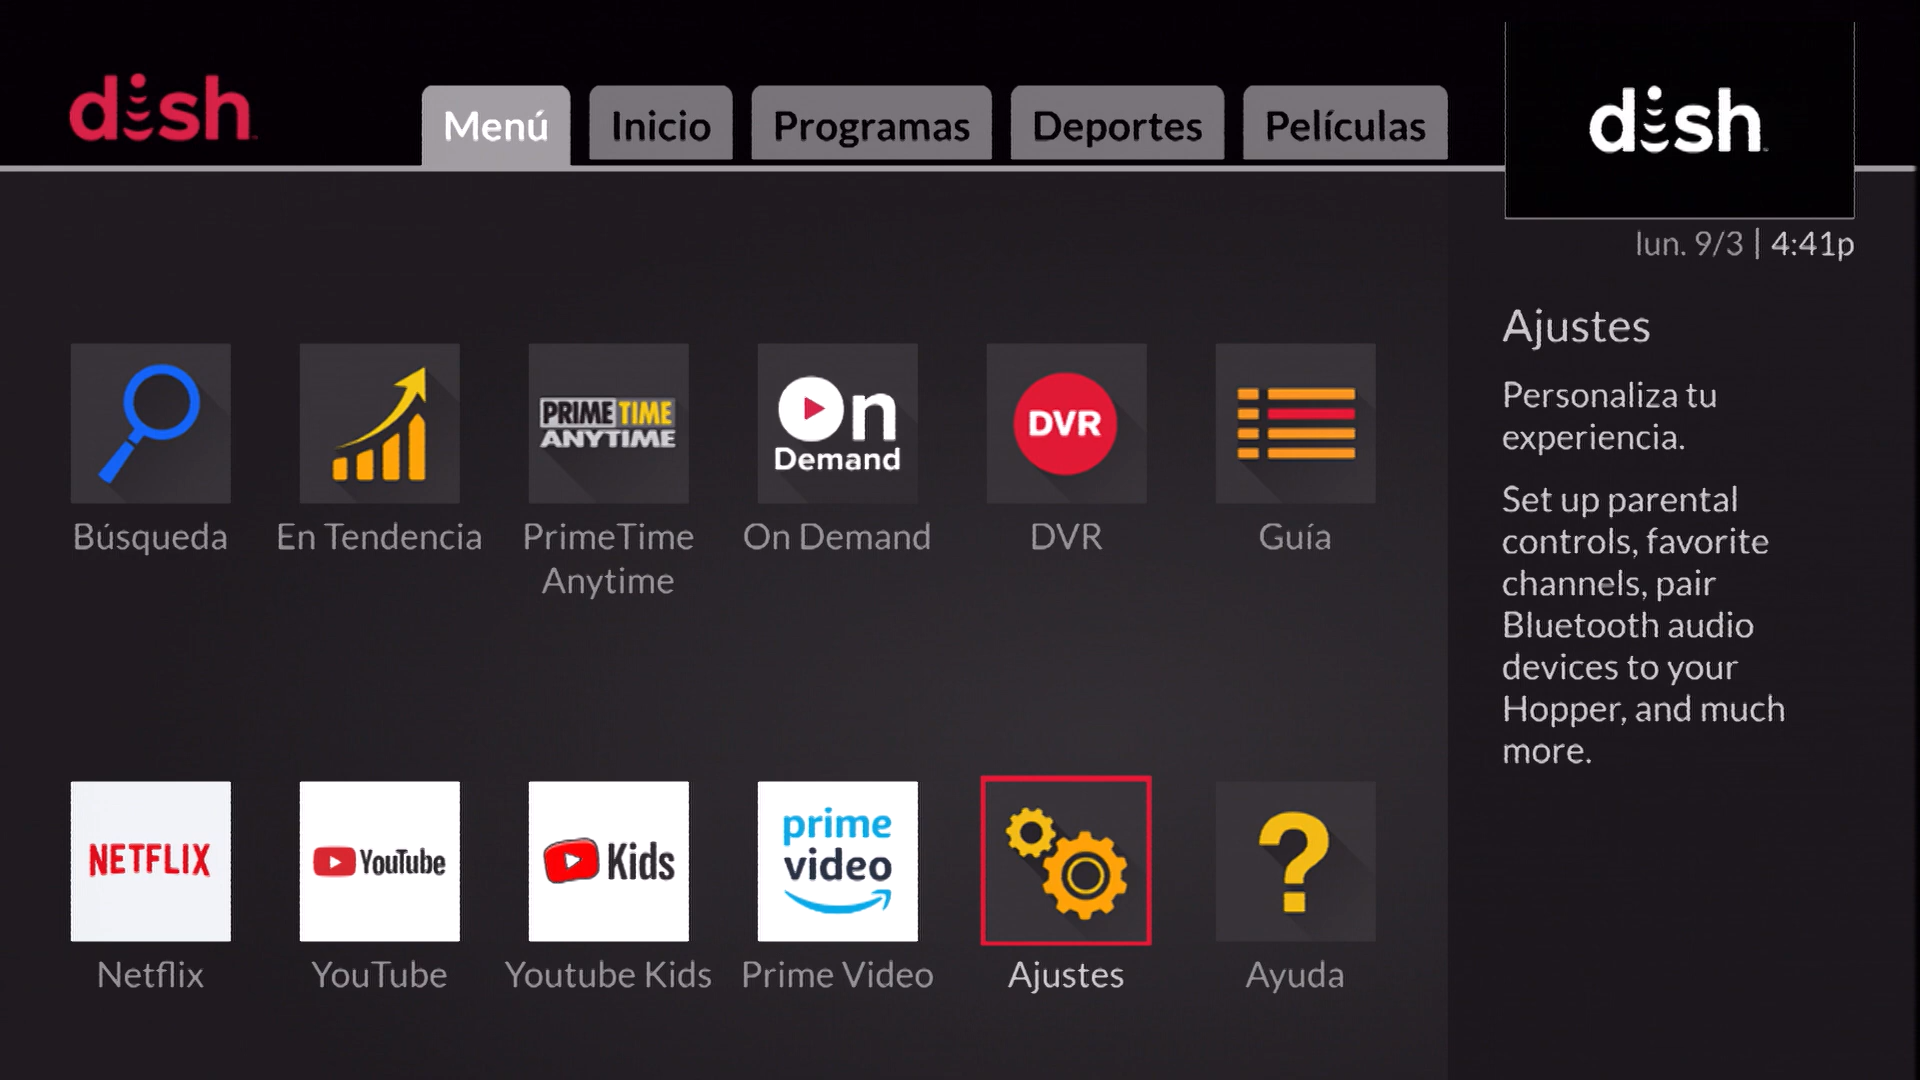 dish
Menú
Inicio
Programas
Deportes
Películas
dish
lun. 9/3 | 4:41p
Ajustes
Personaliza tu
experiencia.
Set up parental
controls, favorite
channels, pair
Bluetooth audio
devices to your
Hopper, and much
more.
PRIMETIME
ANYTIME
On
Demand
DVR
Búsqueda
En Tendencia
PrimeTime
Anytime
On Demand
DVR
Guía
NETFLIX
YouTube
Kids
prime
video
Netflix
YouTube
Youtube Kids
Prime Video
Ajustes
Ayuda